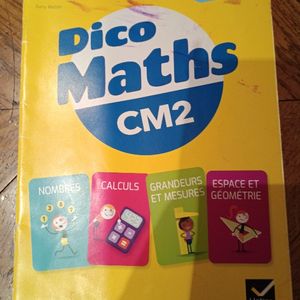 Dico
Maths
CM2
NOMBRES
CALCULS
GRANDEURS
ET MESURES
ESPACE ET
GÉOMÉTRIE